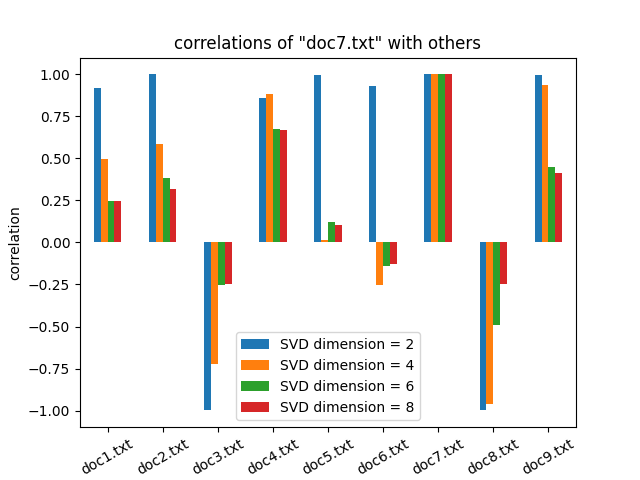 correlations of "doc7.txt" with others
1.00
0.75
0.50
0.25
0.00
−0.25
−0.50
−0.75
−1.00
correlation
SVD dimension = 2
SVD dimension = 4
SVD dimension = 6
SVD dimension = 8
doc1.txt doc2.txt doc3.txt doc4.txt doc5.txt doc6.txt doc7.txt doc8.txt doc9.txt